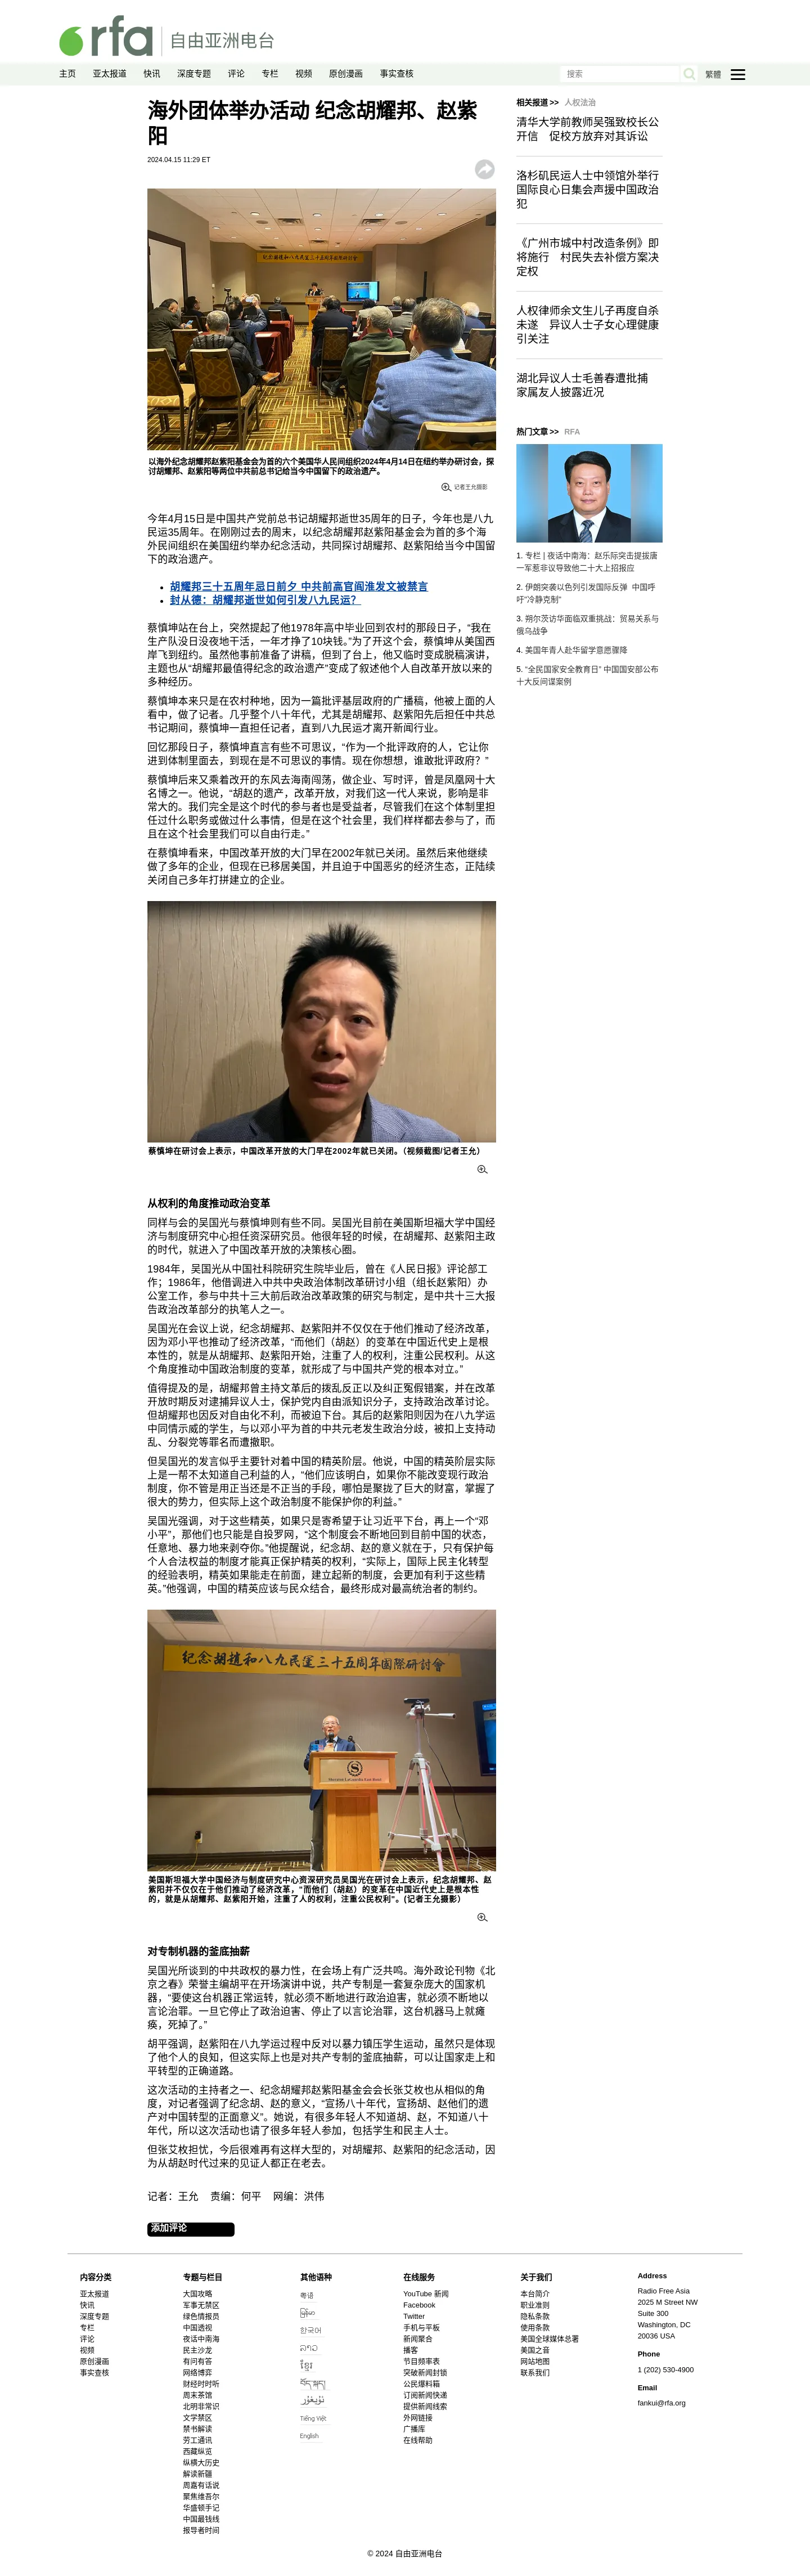 rfa 自由亚洲电台
主页 亚太报道 快讯 深度专题 评论 专栏 视频 原创漫画 事实查核 搜索 繁體
海外团体举办活动 纪念胡耀邦、赵紫
阳
2024.04.15 11:29 ET
纪念胡耀邦和八九民运三十五周年国际研讨会
以海外纪念胡耀邦赵紫阳基金会为首的六个美国华人民间组织2024年4月14日在纽约举办研讨会，探
讨胡耀邦、赵紫阳等两位中共前总书记给当今中国留下的政治遗产。
记者王允摄影
今年4月15日是中国共产党前总书记胡耀邦逝世35周年的日子，今年也是八九
民运35周年。在刚刚过去的周末，以纪念胡耀邦赵紫阳基金会为首的多个海
外民间组织在美国纽约举办纪念活动，共同探讨胡耀邦、赵紫阳给当今中国留
下的政治遗产。
胡耀邦三十五周年忌日前夕 中共前高官阎淮发文被禁言
封从德：胡耀邦逝世如何引发八九民运？
蔡慎坤站在台上，突然提起了他1978年高中毕业回到农村的那段日子，“我在
生产队没日没夜地干活，一年才挣了10块钱。”为了开这个会，蔡慎坤从美国西
岸飞到纽约。虽然他事前准备了讲稿，但到了台上，他又临时变成脱稿演讲，
主题也从“胡耀邦最值得纪念的政治遗产”变成了叙述他个人自改革开放以来的
多种经历。
蔡慎坤本来只是在农村种地，因为一篇批评基层政府的广播稿，他被上面的人
看中，做了记者。几乎整个八十年代，尤其是胡耀邦、赵紫阳先后担任中共总
书记期间，蔡慎坤一直担任记者，直到八九民运才离开新闻行业。
回忆那段日子，蔡慎坤直言有些不可思议，“作为一个批评政府的人，它让你
进到体制里面去，到现在是不可思议的事情。现在你想想，谁敢批评政府？”
蔡慎坤后来又乘着改开的东风去海南闯荡，做企业、写时评，曾是凤凰网十大
名博之一。他说，“胡赵的遗产，改革开放，对我们这一代人来说，影响是非
常大的。我们完全是这个时代的参与者也是受益者，尽管我们在这个体制里担
任过什么职务或做过什么事情，但是在这个社会里，我们样样都去参与了，而
且在这个社会里我们可以自由行走。”
在蔡慎坤看来，中国改革开放的大门早在2002年就已关闭。虽然后来他继续
做了多年的企业，但现在已移居美国，并且迫于中国恶劣的经济生态，正陆续
关闭自己多年打拼建立的企业。
蔡慎坤在研讨会上表示，中国改革开放的大门早在2002年就已关闭。（视频截图/记者王允）
从权利的角度推动政治变革
同样与会的吴国光与蔡慎坤则有些不同。吴国光目前在美国斯坦福大学中国经
济与制度研究中心担任资深研究员。他很年轻的时候，在胡耀邦、赵紫阳主政
的时代，就进入了中国改革开放的决策核心圈。
1984年，吴国光从中国社科院研究生院毕业后，曾在《人民日报》评论部工
作；1986年，他借调进入中共中央政治体制改革研讨小组（组长赵紫阳）办
公室工作，参与中共十三大前后政治改革政策的研究与制定，是中共十三大报
告政治改革部分的执笔人之一。
吴国光在会议上说，纪念胡耀邦、赵紫阳并不仅仅在于他们推动了经济改革，
因为邓小平也推动了经济改革，“而他们（胡赵）的变革在中国近代史上是根
本性的，就是从胡耀邦、赵紫阳开始，注重了人的权利，注重公民权利。从这
个角度推动中国政治制度的变革，就形成了与中国共产党的根本对立。”
值得提及的是，胡耀邦曾主持文革后的拨乱反正以及纠正冤假错案，并在改革
开放时期反对逮捕异议人士，保护党内自由派知识分子，支持政治改革讨论。
但胡耀邦也因反对自由化不利，而被迫下台。其后的赵紫阳则因为在八九学运
中同情示威的学生，与以邓小平为首的中共元老发生政治分歧，被扣上支持动
乱、分裂党等罪名而遭撤职。
但吴国光的发言似乎主要针对着中国的精英阶层。他说，中国的精英阶层实际
上是一帮不太知道自己利益的人，“他们应该明白，如果你不能改变现行政治
制度，你不管是用正当还是不正当的手段，哪怕是聚拢了巨大的财富，掌握了
很大的势力，但实际上这个政治制度不能保护你的利益。”
吴国光强调，对于这些精英，如果只是寄希望于让习近平下台，再上一个“邓
小平”，那他们也只能是自投罗网，“这个制度会不断地回到目前中国的状态，
任意地、暴力地来剥夺你。”他提醒说，纪念胡、赵的意义就在于，只有保护每
个人合法权益的制度才能真正保护精英的权利，“实际上，国际上民主化转型
的经验表明，精英如果能走在前面，建立起新的制度，会更加有利于这些精
英。”他强调，中国的精英应该与民众结合，最终形成对最高统治者的制约。
纪念胡赵和八九民运三十五周年国际研讨会
美国斯坦福大学中国经济与制度研究中心资深研究员吴国光在研讨会上表示，纪念胡耀邦、赵
紫阳并不仅仅在于他们推动了经济改革，“而他们（胡赵）的变革在中国近代史上是根本性
的，就是从胡耀邦、赵紫阳开始，注重了人的权利，注重公民权利”。（记者王允摄影）
对专制机器的釜底抽薪
吴国光所谈到的中共政权的暴力性，在会场上有广泛共鸣。海外政论刊物《北
京之春》荣誉主编胡平在开场演讲中说，共产专制是一套复杂庞大的国家机
器，“要使这台机器正常运转，就必须不断地进行政治迫害，就必须不断地以
言论治罪。一旦它停止了政治迫害、停止了以言论治罪，这台机器马上就瘫
痪，死掉了。”
胡平强调，赵紫阳在八九学运过程中反对以暴力镇压学生运动，虽然只是体现
了他个人的良知，但这实际上也是对共产专制的釜底抽薪，可以让国家走上和
平转型的正确道路。
这次活动的主持者之一、纪念胡耀邦赵紫阳基金会会长张艾枚也从相似的角
度，对记者强调了纪念胡、赵的意义，“宣扬八十年代，宣扬胡、赵他们的遗
产对中国转型的正面意义”。她说，有很多年轻人不知道胡、赵，不知道八十
年代，所以这次活动也请了很多年轻人参加，包括学生和民主人士。
但张艾枚担忧，今后很难再有这样大型的，对胡耀邦、赵紫阳的纪念活动，因
为从胡赵时代过来的见证人都正在老去。
记者：王允 责编：何平 网编：洪伟
添加评论
相关报道 >> 人权法治
清华大学前教师吴强致校长公
开信 促校方放弃对其诉讼
洛杉矶民运人士中领馆外举行
国际良心日集会声援中国政治
犯
《广州市城中村改造条例》即
将施行 村民失去补偿方案决
定权
人权律师余文生儿子再度自杀
未遂 异议人士子女心理健康
引关注
湖北异议人士毛善春遭批捕
家属友人披露近况
热门文章 >> RFA
1. 专栏 | 夜话中南海：赵乐际突击提拔唐
一军惹非议导致他二十大上招报应
2. 伊朗突袭以色列引发国际反弹 中国呼
吁“冷静克制”
3. 朔尔茨访华面临双重挑战：贸易关系与
俄乌战争
4. 美国年青人赴华留学意愿骤降
5. “全民国家安全教育日” 中国国安部公布
十大反间谍案例
内容分类
亚太报道
快讯
深度专题
专栏
评论
视频
原创漫画
事实查核
专题与栏目
大国攻略
军事无禁区
绿色情报员
中国透视
夜话中南海
民主沙龙
有问有答
网络博弈
财经时时听
周末茶馆
北明非常识
文学禁区
禁书解读
劳工通讯
西藏纵览
纵横大历史
解读新疆
周嘉有话说
聚焦维吾尔
华盛顿手记
中国最钱线
报导者时间
其他语种
粤语
မြန်မာ
한국어
ລາວ
ខ្មែរ
བོད་སྐད།
ئۇيغۇر
Tiếng Việt
English
在线服务
YouTube 新闻
Facebook
Twitter
手机与平板
新闻聚合
播客
节目频率表
突破新闻封锁
公民爆料箱
订阅新闻快递
提供新闻线索
外网链接
广播库
在线帮助
关于我们
本台简介
职业准则
隐私条款
使用条款
美国全球媒体总署
美国之音
网站地图
联系我们
Address
Radio Free Asia
2025 M Street NW
Suite 300
Washington, DC
20036 USA
Phone
1 (202) 530-4900
Email
fankui@rfa.org
© 2024 自由亚洲电台